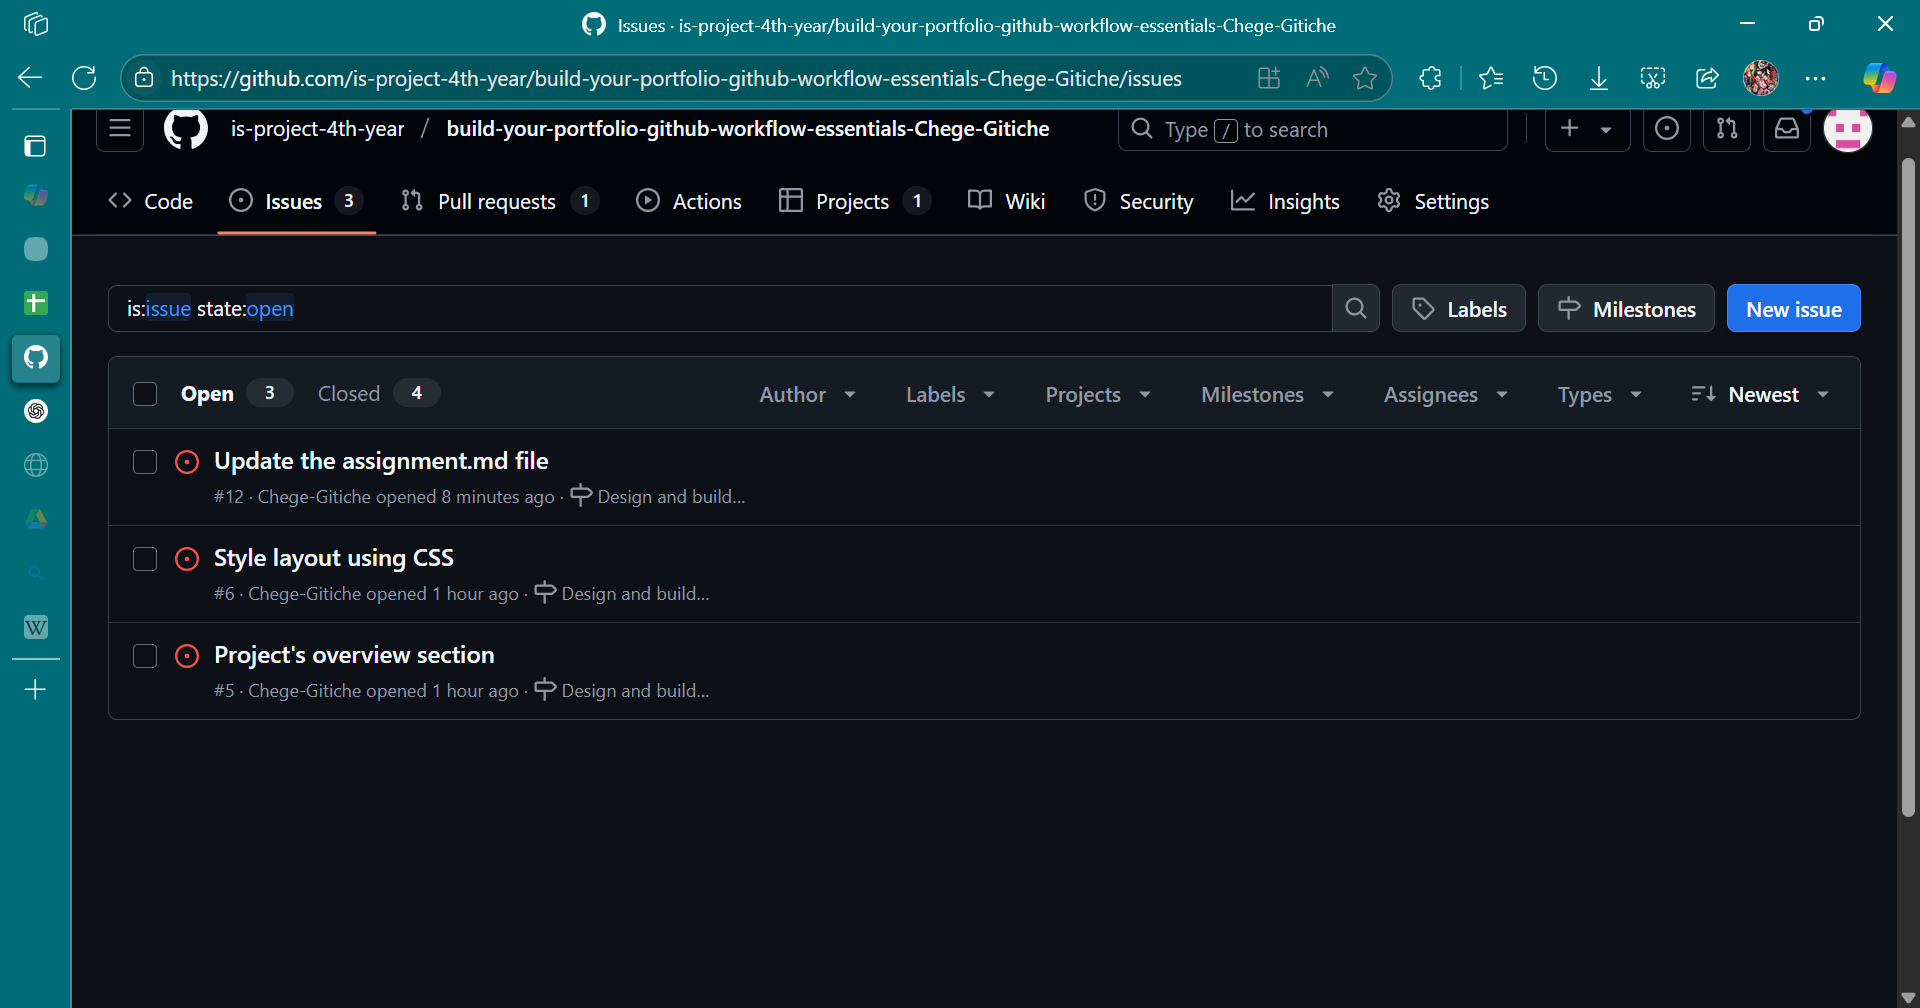 Issues · is-project-4th-year/build-your-portfolio-github-workflow-essentials-Chege-Gitiche
https://github.com/is-project-4th-year/build-your-portfolio-github-workflow-essentials-Chege-Gitiche/issues
is-project-4th-year / build-your-portfolio-github-workflow-essentials-Chege-Gitiche Type / to search
Code Issues 3 Pull requests 1 Actions Projects 1 Wiki Security Insights Settings
is:issue state:open Labels Milestones New issue
Open 3 Closed 4 Author Labels Projects Milestones Assignees Types Newest
Update the assignment.md file
#12 · Chege-Gitiche opened 8 minutes ago · Design and build...
Style layout using CSS
#6 · Chege-Gitiche opened 1 hour ago · Design and build...
Project's overview section
#5 · Chege-Gitiche opened 1 hour ago · Design and build...
W